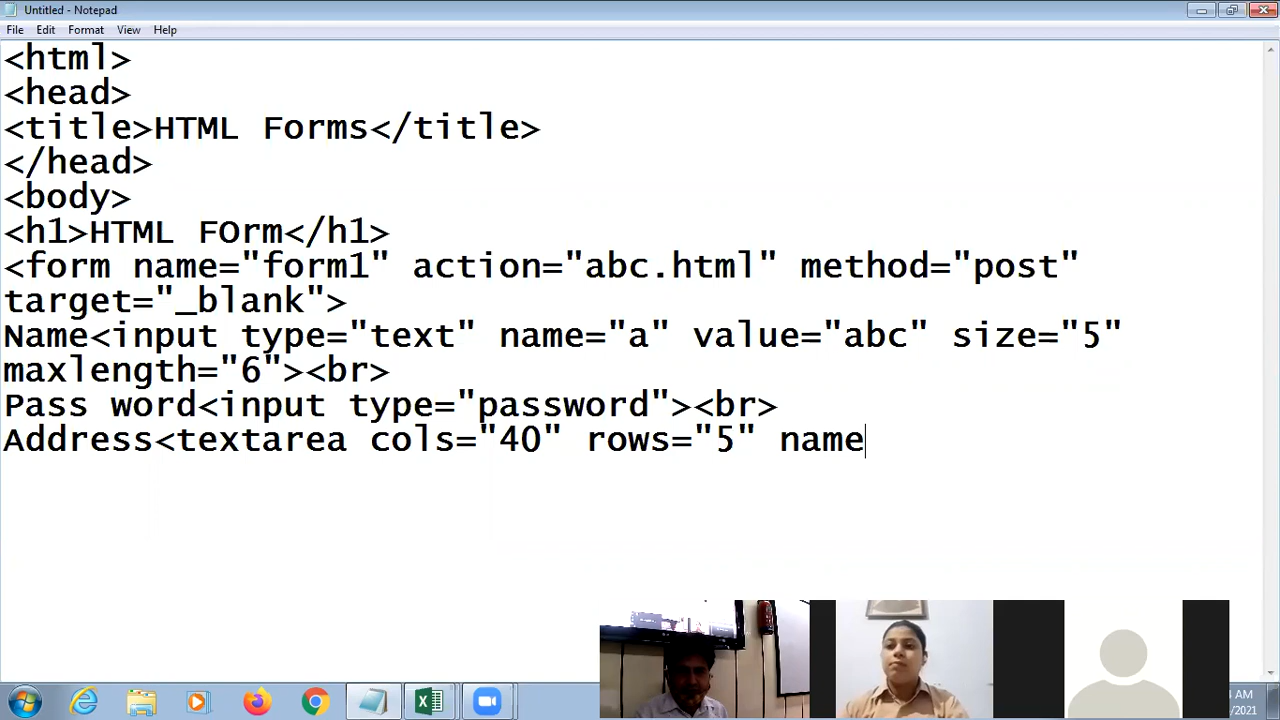 Untitled - Notepad
File Edit Format View Help
<html>
<head>
<title>HTML Forms</title>
</head>
<body>
<h1>HTML FOrm</h1>
<form name="form1" action="abc.html" method="post"
target="_blank">
Name<input type="text" name="a" value="abc" size="5"
maxlength="6"><br>
Pass word<input type="password"><br>
Address<textarea cols="40" rows="5" name
AM
/2021